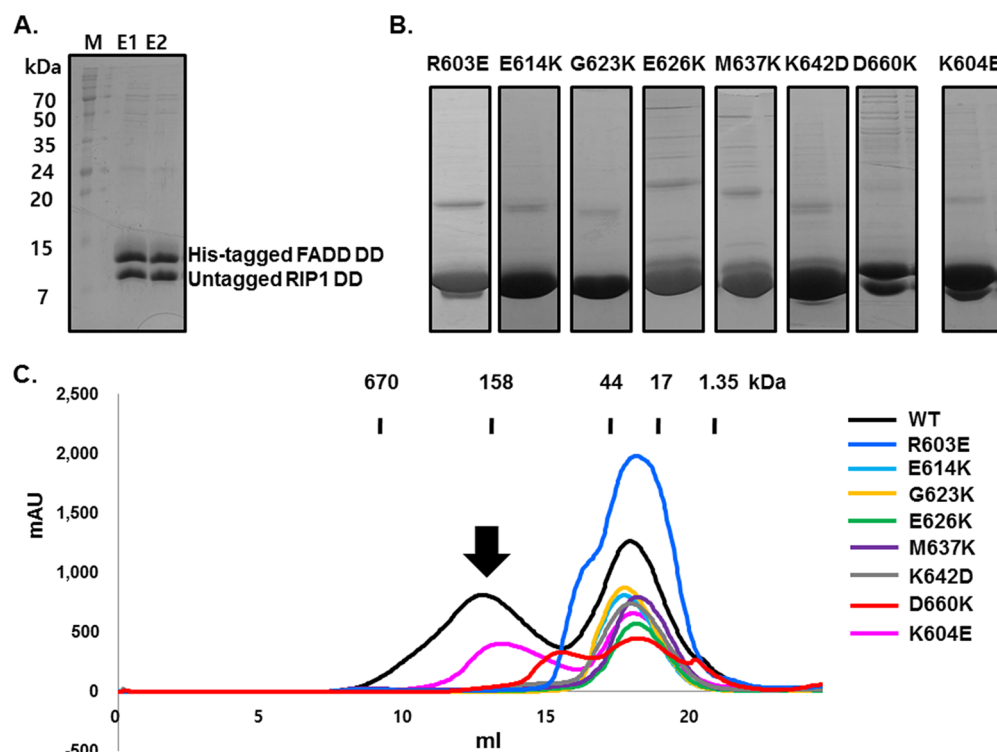 A.
M E1 E2
kDa
70
50
35
24
20
15
7
His-tagged FADD DD
Untagged RIP1 DD
B.
R603E E614K G623K E626K M637K K642D D660K K604E
C.
670 158 44 17 1.35 kDa
2,500
2,000
1,500
1,000
500
0
-500
mAU
0 5 10 15 20
ml
WT
R603E
E614K
G623K
E626K
M637K
K642D
D660K
K604E